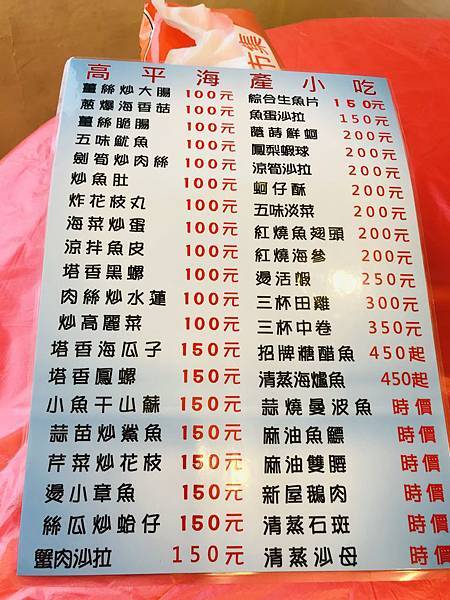 市集
高平海產小吃
薑絲炒大腸 100元
蔥爆海香菇 100元
薑絲脆腸 100元
五味魷魚 100元
劍筍炒肉絲 100元
炒魚肚 100元
炸花枝丸 100元
海菜炒蛋 100元
涼拌魚皮 100元
塔香黑螺 100元
肉絲炒水蓮 100元
炒高麗菜 100元
塔香海瓜子 150元
塔香鳳螺 150元
小魚干山蘇 150元
蒜苗炒鯊魚 150元
芹菜炒花枝 150元
燙小章魚 150元
絲瓜炒蛤仔 150元
蟹肉沙拉 150元
綜合生魚片 150元
魚蛋沙拉 150元
蔭蒔鮮蚵 200元
鳳梨蝦球 200元
涼筍沙拉 200元
蚵仔酥 200元
五味淡菜 200元
紅燒魚翅頭 200元
紅燒海參 200元
燙活蝦 250元
三杯田雞 300元
三杯中卷 350元
招牌糖醋魚 450起
清蒸海鱸魚 450起
蒜燒曼波魚 時價
麻油魚鰾 時價
麻油雙腰 時價
新屋鵝肉 時價
清蒸石斑 時價
清蒸沙母 時價